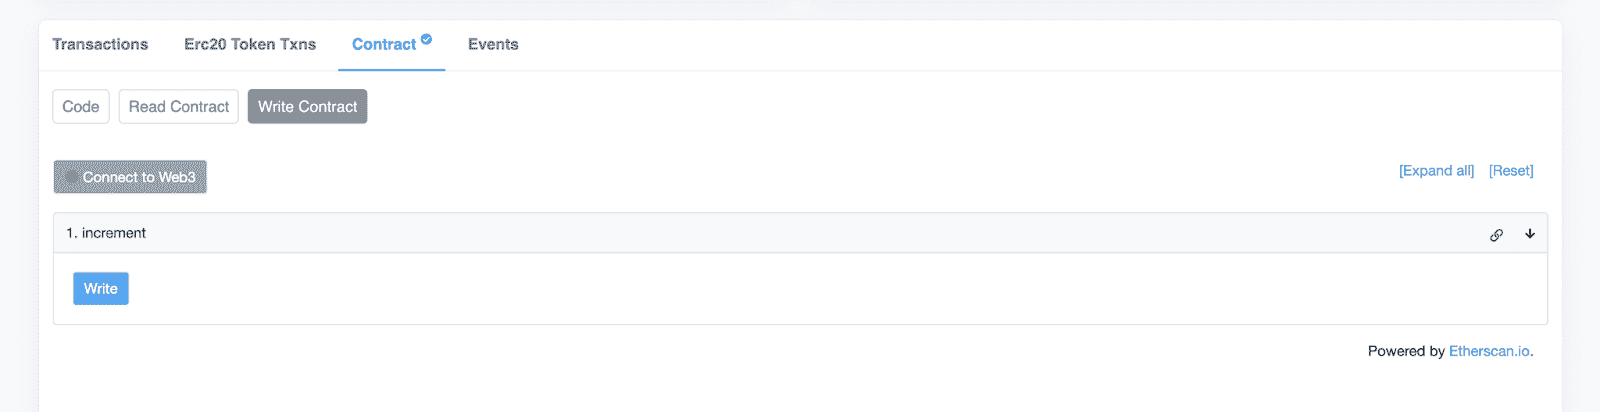 Transactions Erc20 Token Txns Contract Events
Code Read Contract Write Contract
Connect to Web3 [Expand all] [Reset]
1. increment
Write
Powered by Etherscan.io.